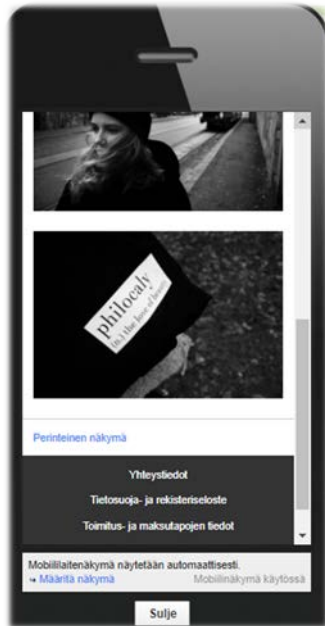 philocaly
(n.) the love of beauty
Perinteinen näkymä
Yhteystiedot
Tietosuoja- ja rekisteriseloste
Toimitus- ja maksutapojen tiedot
Mobiililaitenäkymä näytetään automaattisesti.
Määritä näkymä
Mobiilinäkymä käytössä
Sulje